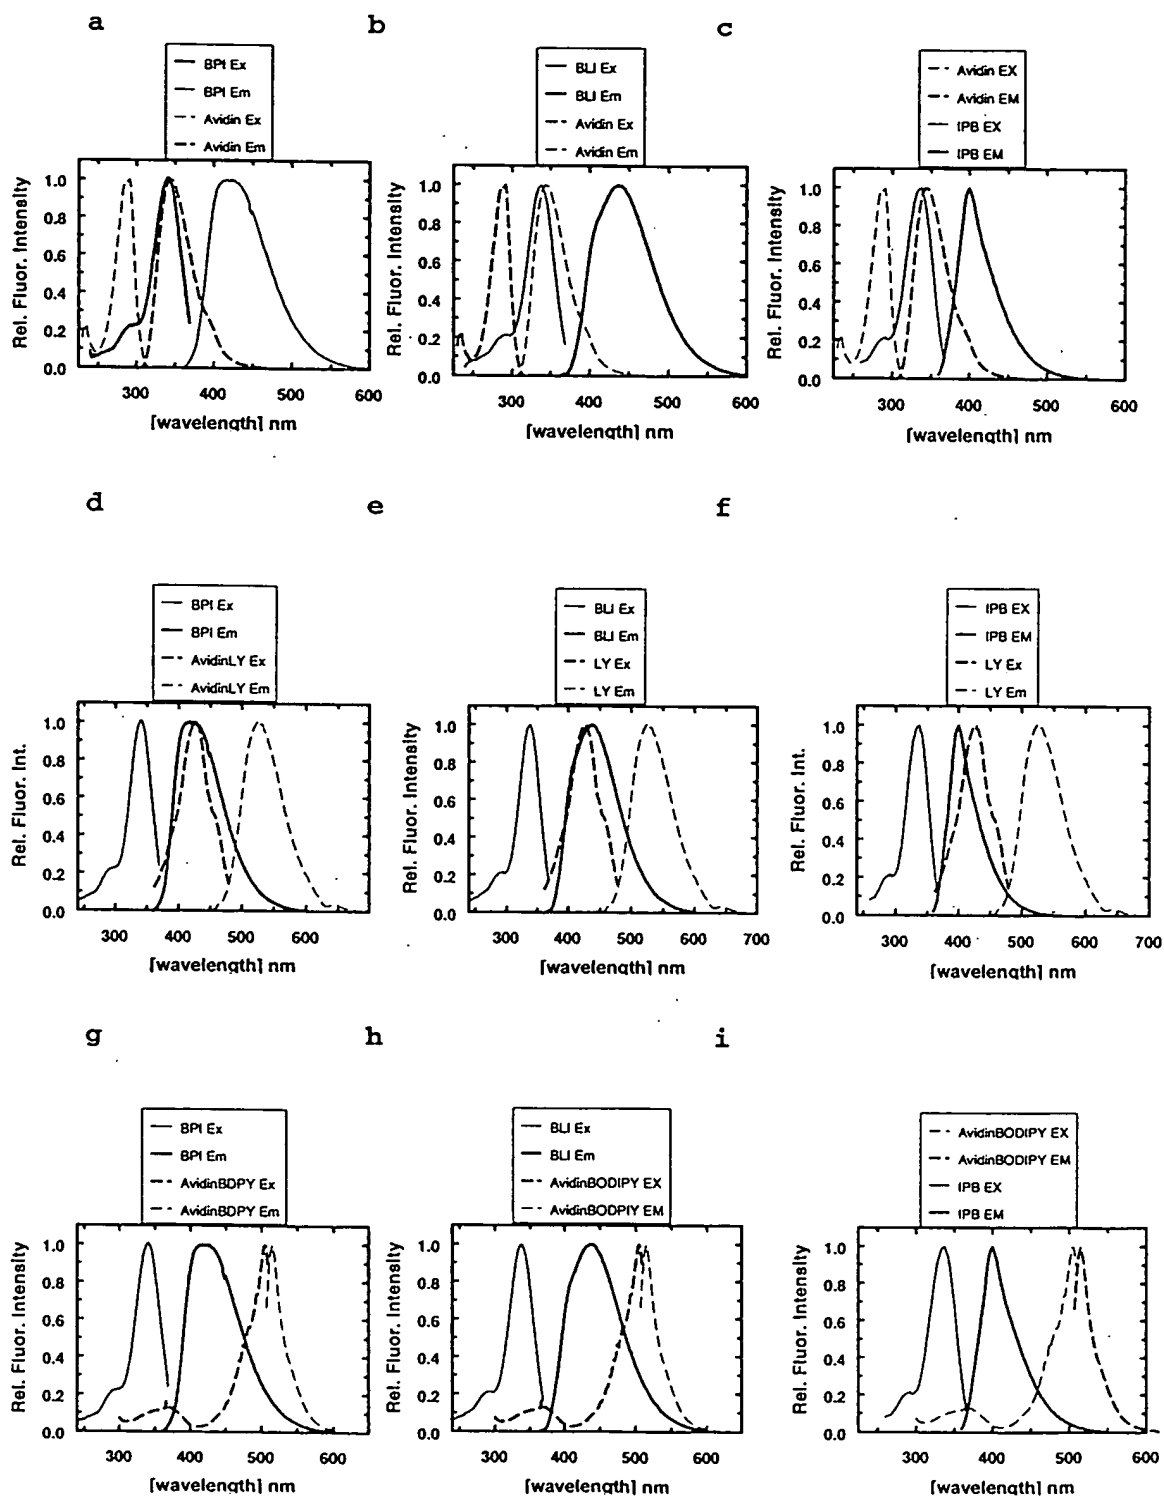 a
BPI Ex
BPI Em
Avidin Ex
Avidin Em
Rel. Fluor. Intensity
1.0
0.8
0.6
0.4
0.2
0.0
300 400 500 600
[wavelength] nm
b
BLI Ex
BLI Em
Avidin Ex
Avidin Em
Rel. Fluor. Intensity
1.0
0.8
0.6
0.4
0.2
0.0
300 400 500 600
[wavelength] nm
c
Avidin EX
Avidin EM
IPB EX
IPB EM
Rel. Fluor. Intensity
1.0
0.8
0.6
0.4
0.2
0.0
300 400 500 600
[wavelength] nm
d
BPI Ex
BPI Em
AvidinLY Ex
AvidinLY Em
Rel. Fluor. Int.
1.0
0.8
0.6
0.4
0.2
0.0
300 400 500 600
[wavelength] nm
e
BLI Ex
BLI Em
LY Ex
LY Em
Rel. Fluor. Intensity
1.0
0.8
0.6
0.4
0.2
0.0
300 400 500 600 700
[wavelength] nm
f
IPB EX
IPB EM
LY Ex
LY Em
Rel. Fluor. Int.
1.0
0.8
0.6
0.4
0.2
0.0
300 400 500 600 700
[wavelength] nm
g
BPI Ex
BPI Em
AvidinBDPY Ex
AvidinBDPY Em
Rel. Fluor. Intensity
1.0
0.8
0.6
0.4
0.2
0.0
300 400 500 600
[wavelength] nm
h
BLI Ex
BLI Em
AvidinBODIPY EX
AvidinBODPIY EM
Rel. Fluor. Intensity
1.0
0.8
0.6
0.4
0.2
0.0
300 400 500 600
[wavelength] nm
i
AvidinBODIPY EX
AvidinBODIPY EM
IPB EX
IPB EM
Rel. Fluor. Intensity
1.0
0.8
0.6
0.4
0.2
0.0
300 400 500 600
[wavelength] nm